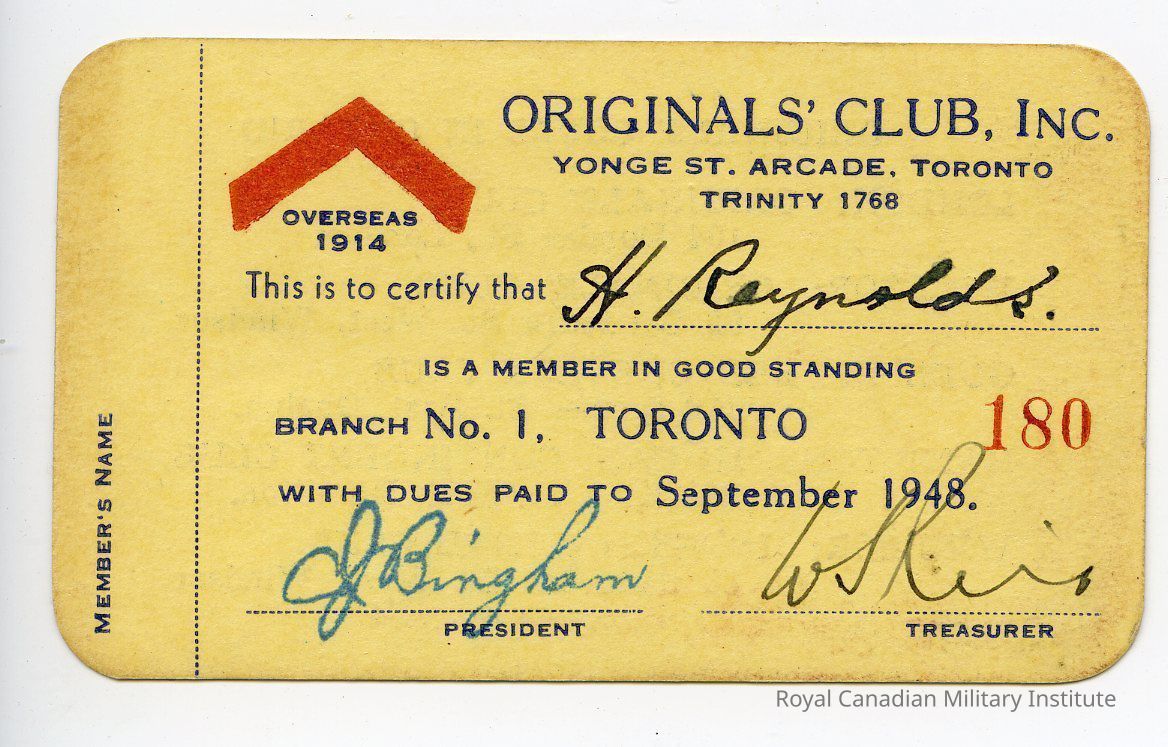 ORIGINALS' CLUB, INC.
YONGE ST. ARCADE, TORONTO
TRINITY 1768
OVERSEAS
1914
This is to certify that H. Reynolds.
IS A MEMBER IN GOOD STANDING
BRANCH No. 1, TORONTO
180
WITH DUES PAID TO September 1948.
J Bingham
PRESIDENT
TREASURER
MEMBER'S NAME
Royal Canadian Military Institute